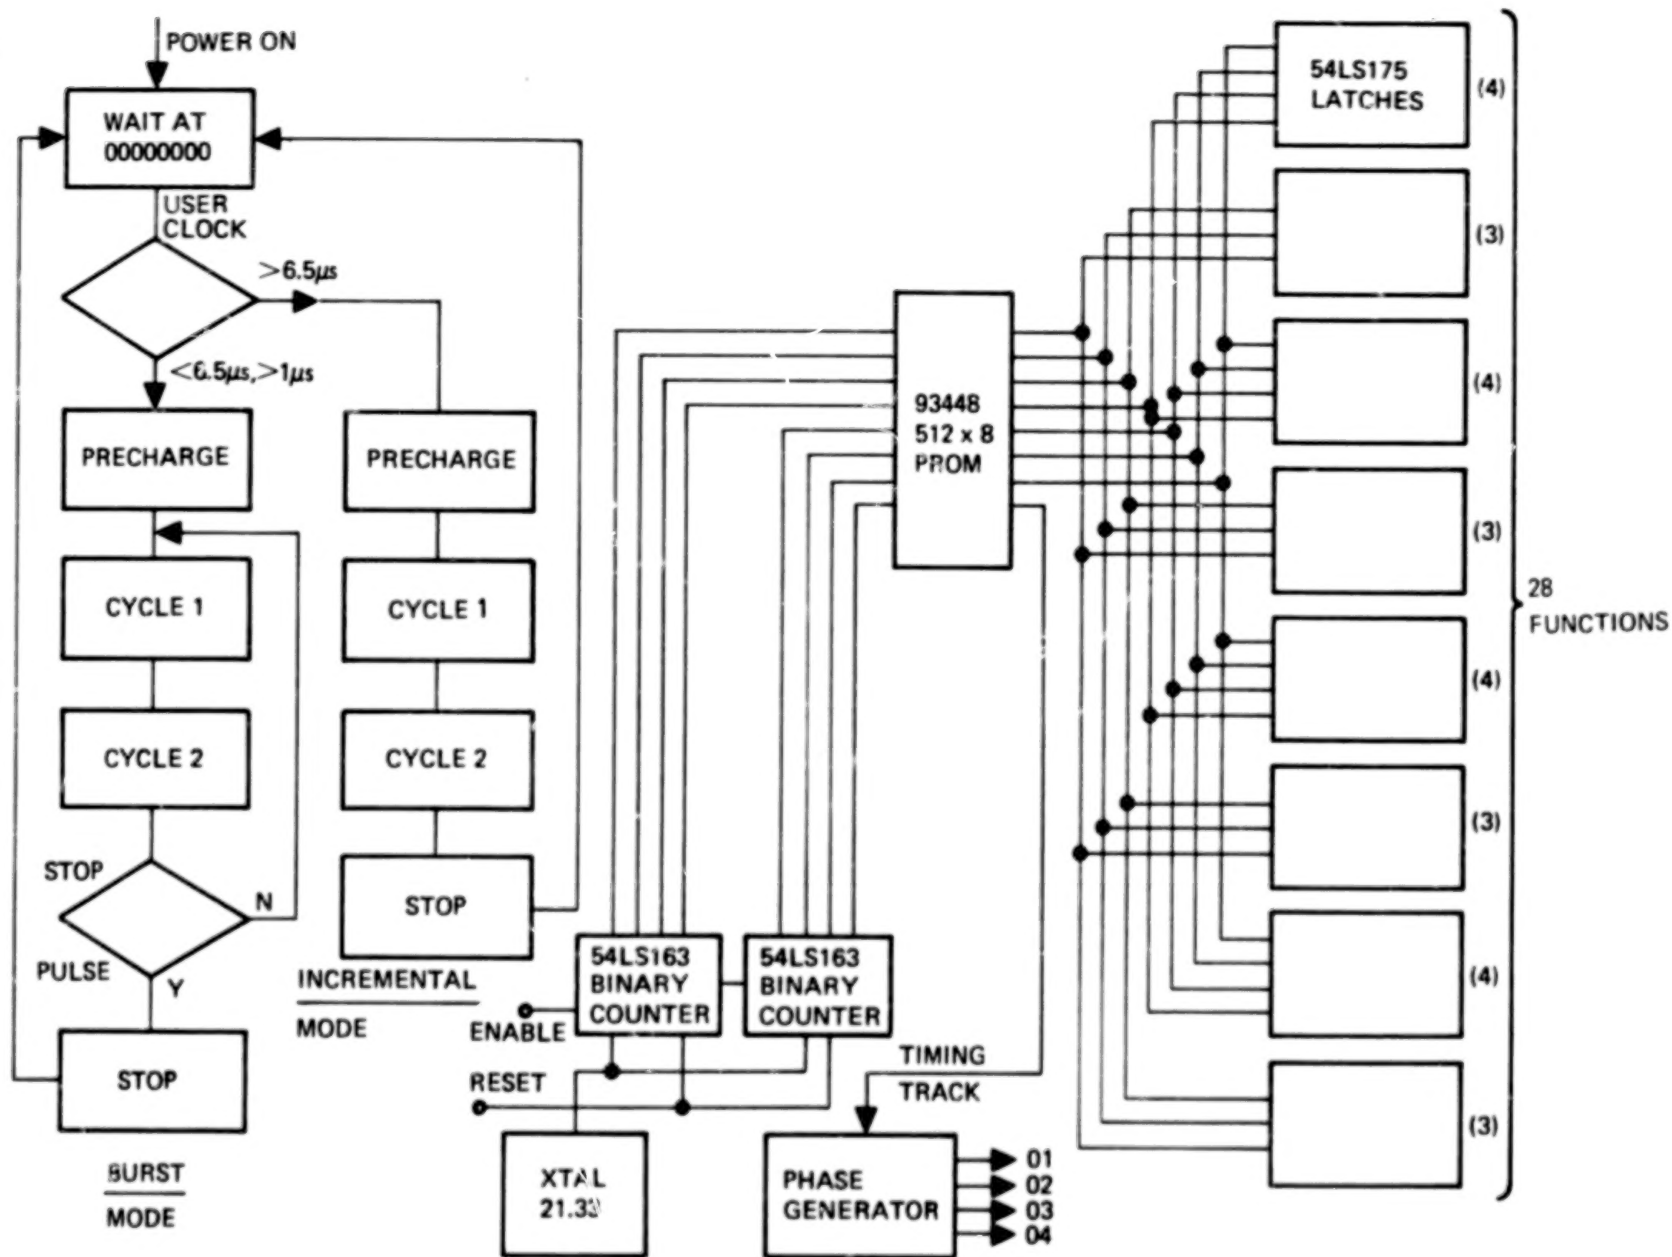 POWER ON
WAIT AT
00000000
USER
CLOCK
>6.5μs
<6.5μs,>1μs
PRECHARGE
CYCLE 1
CYCLE 2
STOP
PULSE
N
Y
STOP
BURST
MODE
PRECHARGE
CYCLE 1
CYCLE 2
STOP
INCREMENTAL
MODE
ENABLE
RESET
54LS163
BINARY
COUNTER
54LS163
BINARY
COUNTER
XTAL
21.33
TIMING
TRACK
PHASE
GENERATOR
01
02
03
04
93448
512 x 8
PROM
54LS175
LATCHES
(4)
(3)
(4)
(3)
(4)
(3)
(4)
(3)
28
FUNCTIONS